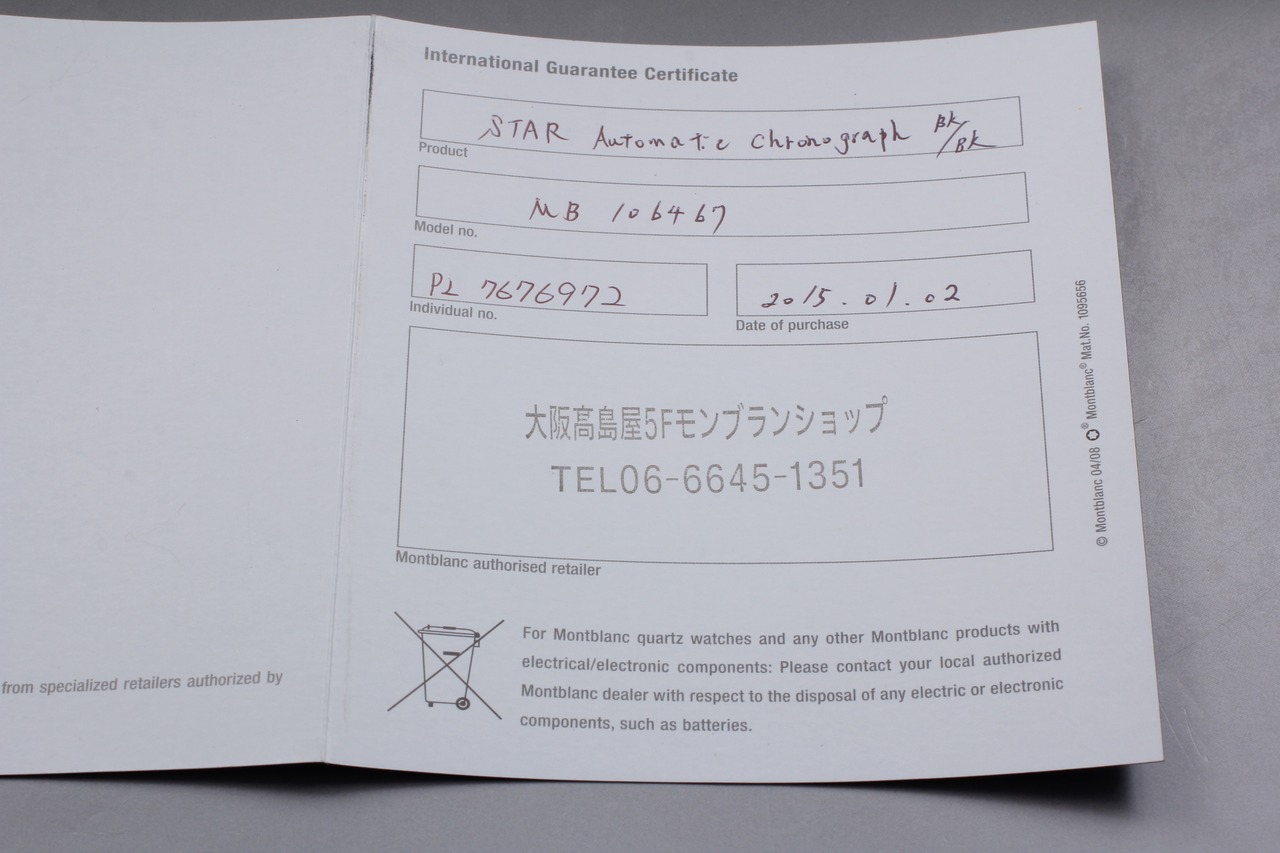 International Guarantee Certificate
STAR Automatic Chronograph BK/BK
Product
MB 106467
Model no.
PL 7676972
Individual no.
2015.01.02
Date of purchase
大阪髙島屋5Fモンブランショップ
TEL06-6645-1351
Montblanc authorised retailer
For Montblanc quartz watches and any other Montblanc products with
electrical/electronic components: Please contact your local authorized
Montblanc dealer with respect to the disposal of any electric or electronic
components, such as batteries.
© Montblanc 04/08 ® Montblanc® Mat.No. 1095656
from specialized retailers authorized by